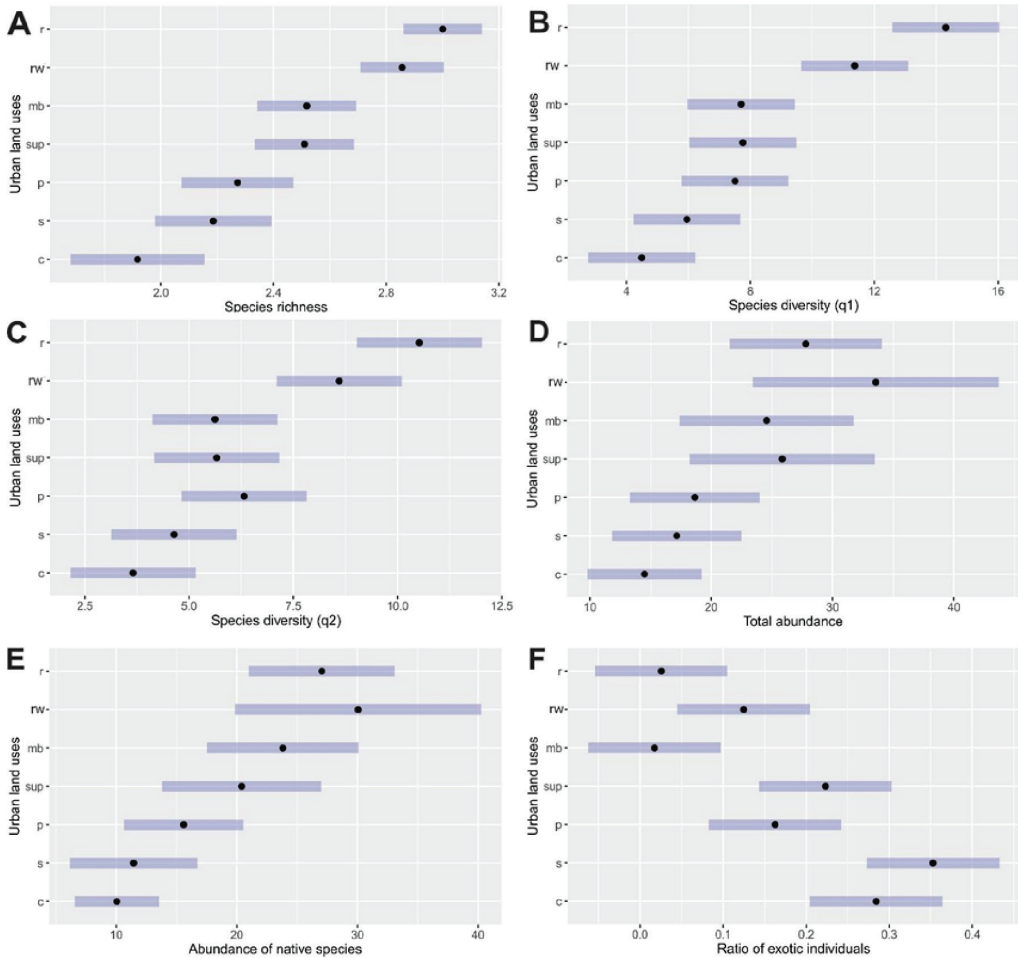 A
Urban land uses
r
rw
mb
sup
p
s
c
2.0 2.4 2.8 3.2
Species richness
B
Urban land uses
r
rw
mb
sup
p
s
c
4 8 12 16
Species diversity (q1)
C
Urban land uses
r
rw
mb
sup
p
s
c
2.5 5.0 7.5 10.0 12.5
Species diversity (q2)
D
Urban land uses
r
rw
mb
sup
p
s
c
10 20 30 40
Total abundance
E
Urban land uses
r
rw
mb
sup
p
s
c
10 20 30 40
Abundance of native species
F
Urban land uses
r
rw
mb
sup
p
s
c
0.0 0.1 0.2 0.3 0.4
Ratio of exotic individuals